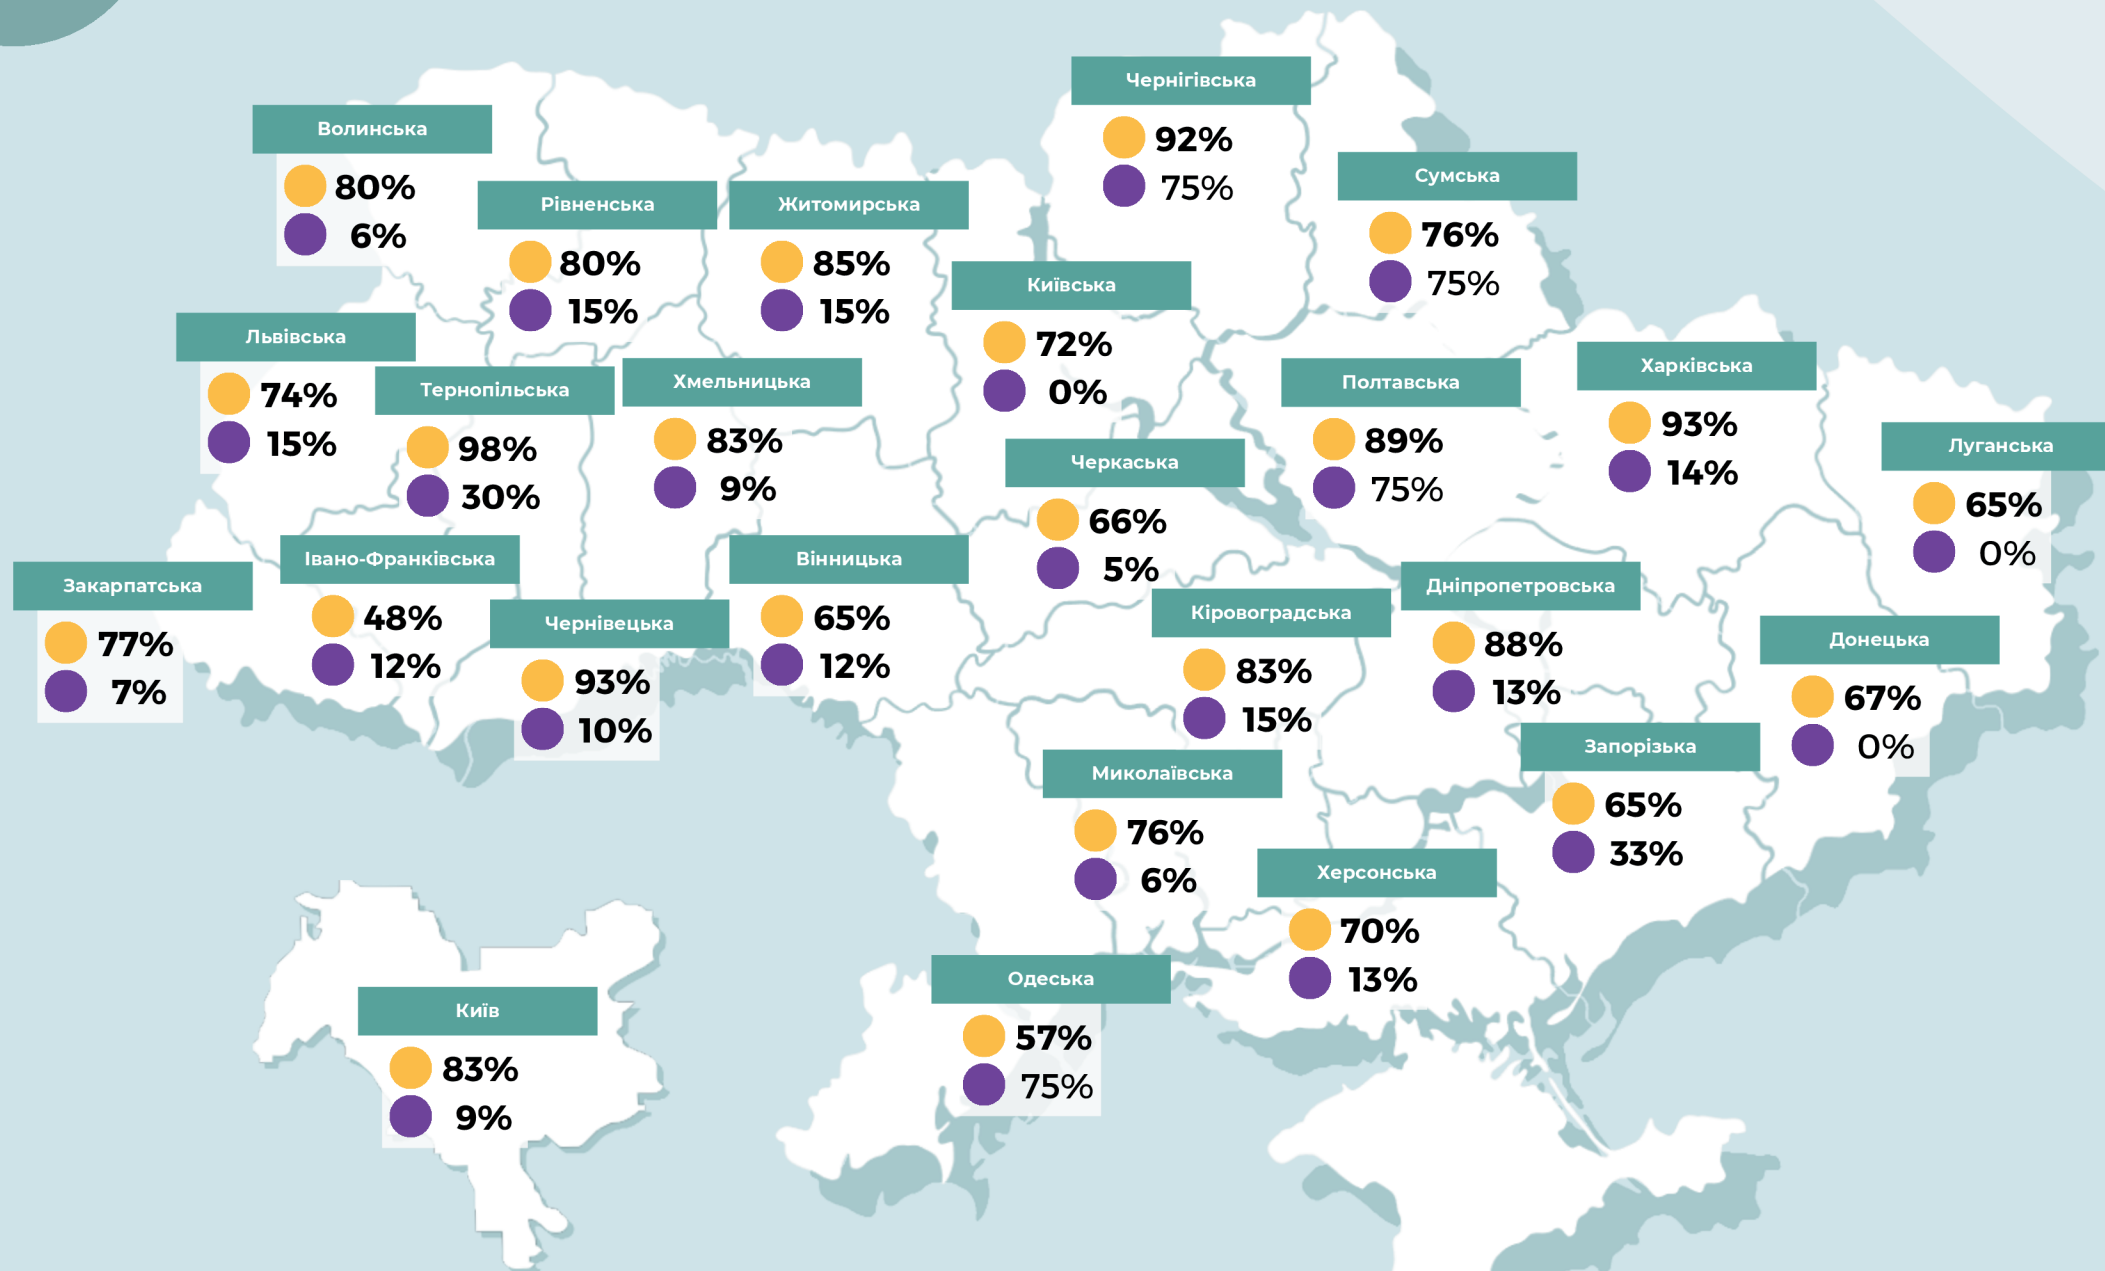 Чернігівська
92%
75%
Волинська
80%
6%
Сумська
76%
75%
Рівненська
80%
15%
Житомирська
85%
15%
Київська
72%
0%
Львівська
74%
15%
Тернопільська
98%
30%
Хмельницька
83%
9%
Полтавська
89%
75%
Харківська
93%
14%
Луганська
65%
0%
Черкаська
66%
5%
Закарпатська
77%
7%
Івано-Франківська
48%
12%
Чернівецька
93%
10%
Вінницька
65%
12%
Кіровоградська
83%
15%
Дніпропетровська
88%
13%
Донецька
67%
0%
Запорізька
65%
33%
Миколаївська
76%
6%
Херсонська
70%
13%
Одеська
57%
75%
Київ
83%
9%